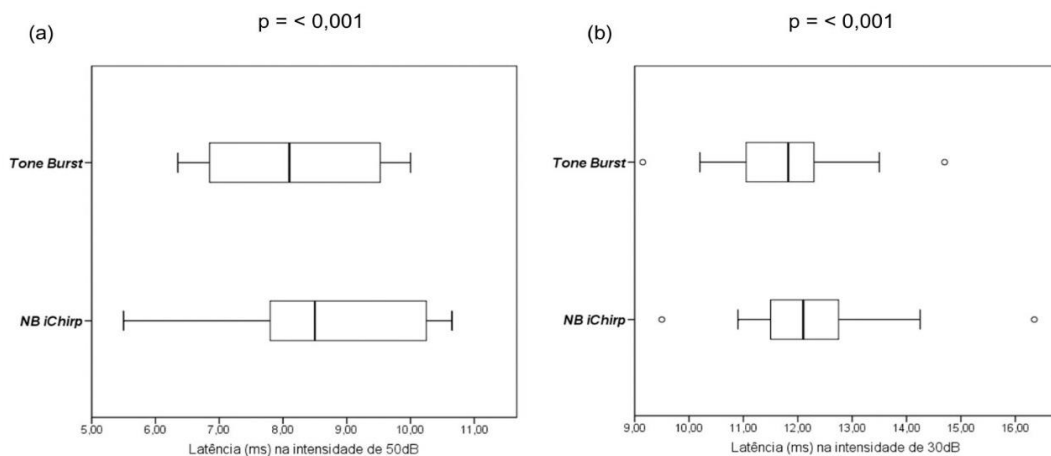 (a)
p = < 0,001
Tone Burst
NB iChirp
5,00 6,00 7,00 8,00 9,00 10,00 11,00
Latência (ms) na intensidade de 50dB
(b)
p = < 0,001
Tone Burst
NB iChirp
9,00 10,00 11,00 12,00 13,00 14,00 15,00 16,00
Latência (ms) na intensidade de 30dB